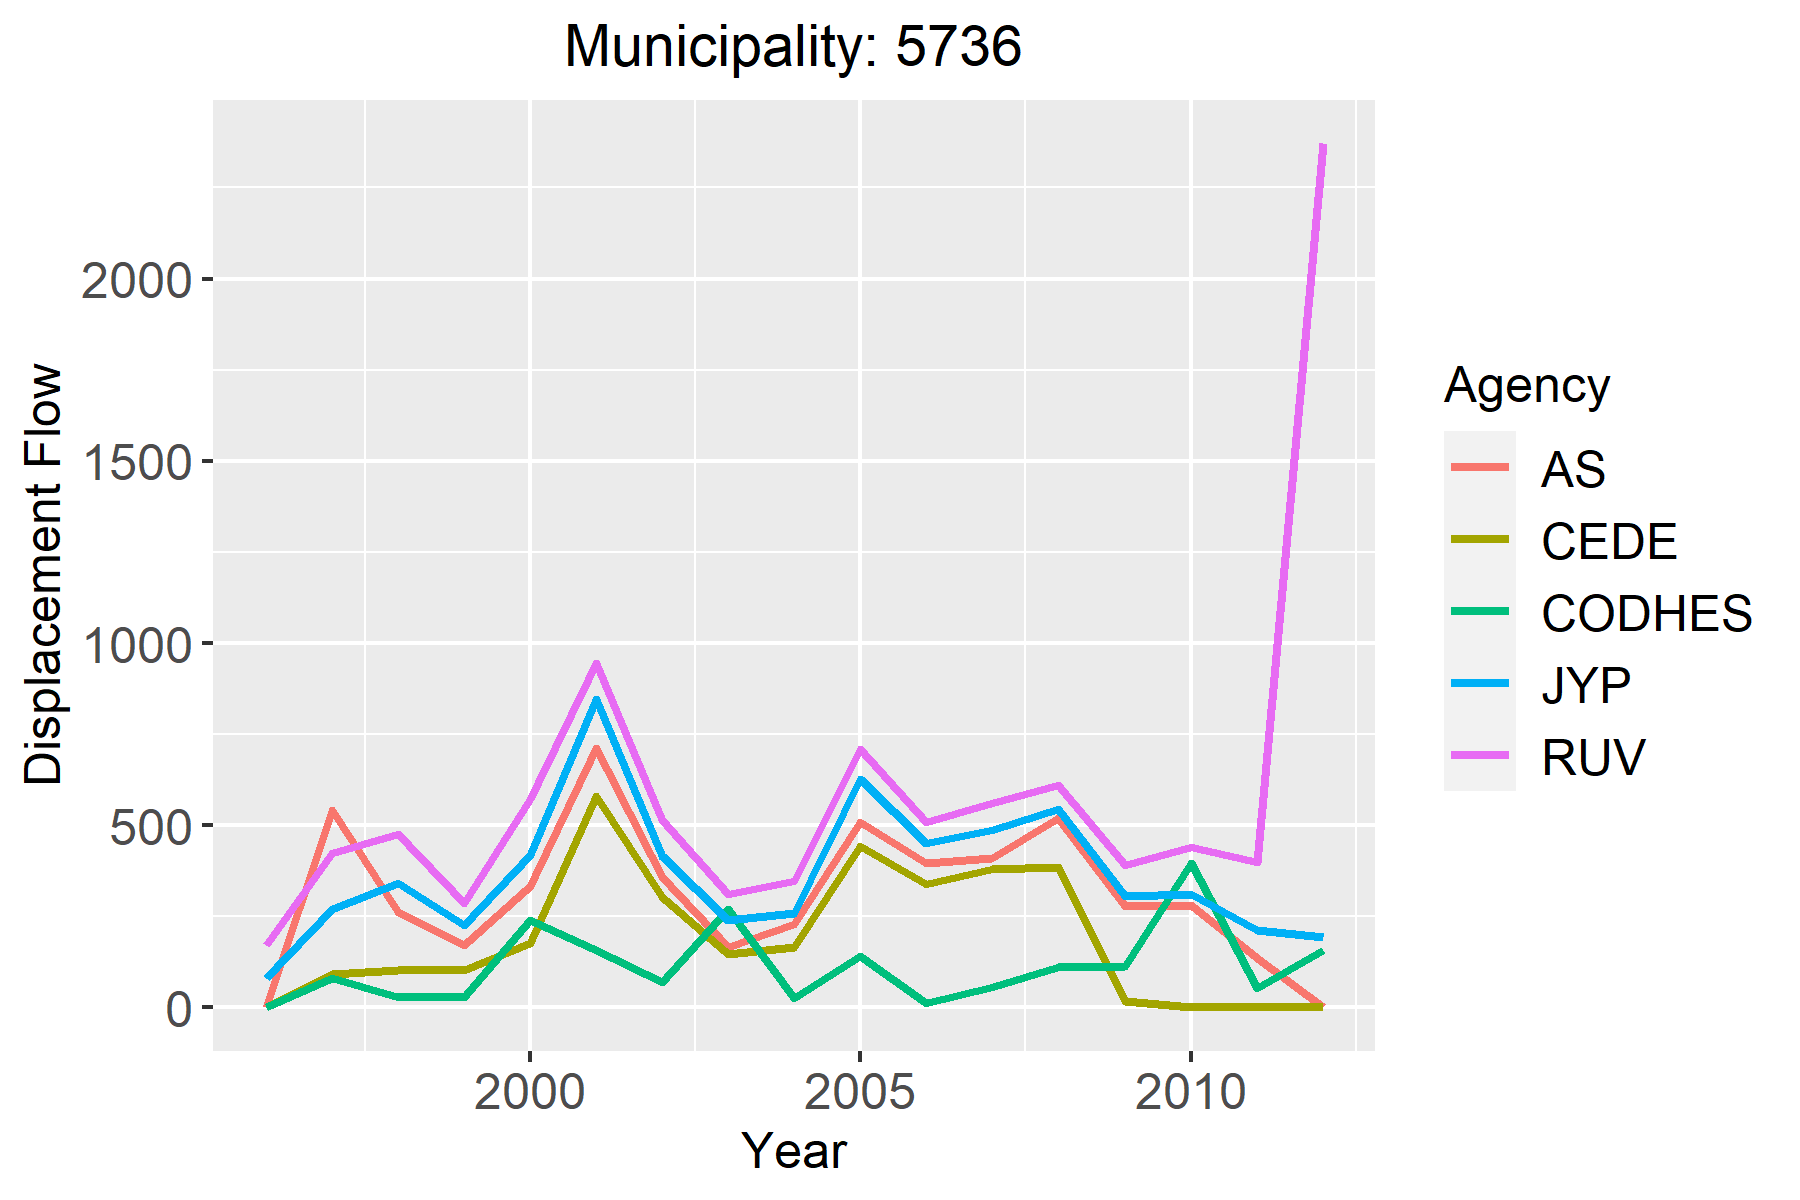 Municipality: 5736
Displacement Flow
2000
1500
1000
500
0
2000 2005 2010
Year
Agency
AS
CEDE
CODHES
JYP
RUV